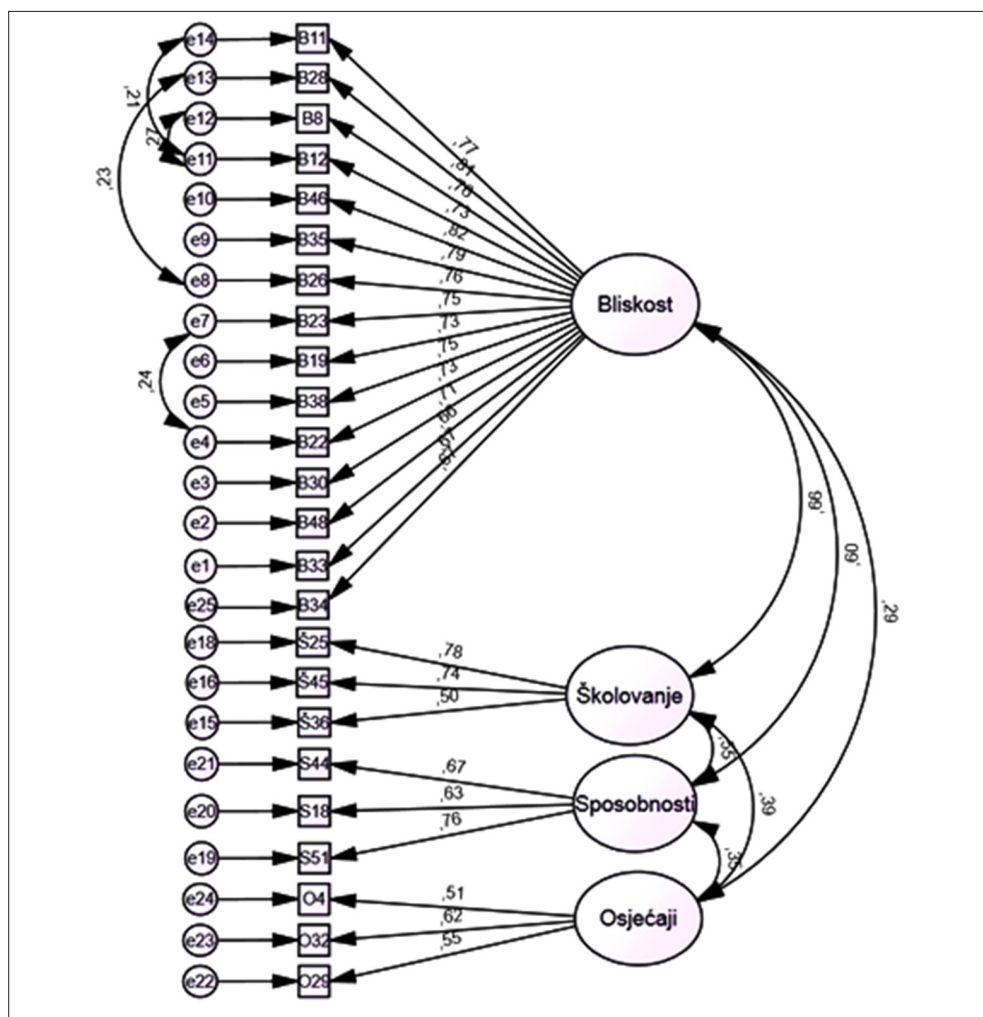 e14 B11
e13 B28
,21
e12 B8
,27
e11 B12
,23
e10 B46
e9 B35
e8 B26
e7 B23
e6 B19
,24
e5 B38
e4 B22
e3 B30
e2 B48
e1 B33
e25 B34
,77
,81
,73
,82
,79
,76
,75
,73
,75
,73
,71
,66
Bliskost
,66
,60
,29
e18 Š25
e16 Š45
e15 Š36
,78
,74
,50
Školovanje
e21 S44
e20 S18
e19 S51
,67
,63
,76
Sposobnosti
,39
,35
e24 O4
e23 O32
e22 O29
,51
,62
,55
Osjećaji